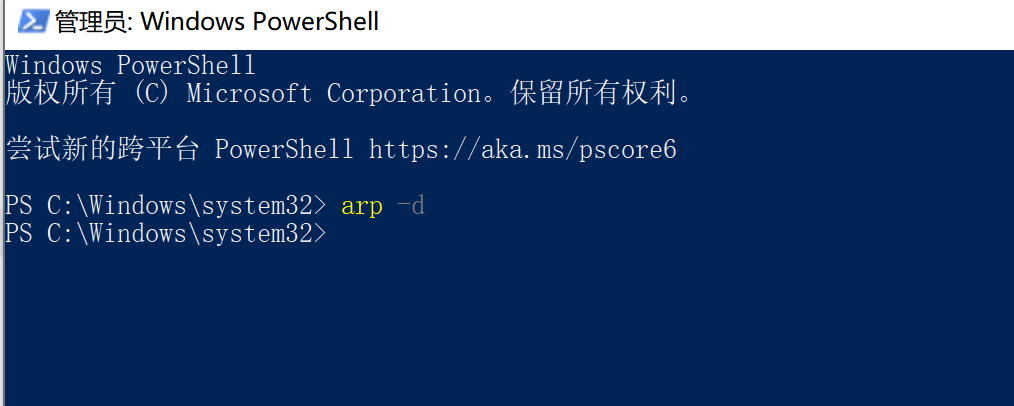 管理员: Windows PowerShell
Windows PowerShell
版权所有 (C) Microsoft Corporation。保留所有权利。
尝试新的跨平台 PowerShell https://aka.ms/pscore6
PS C:\Windows\system32> arp -d
PS C:\Windows\system32>